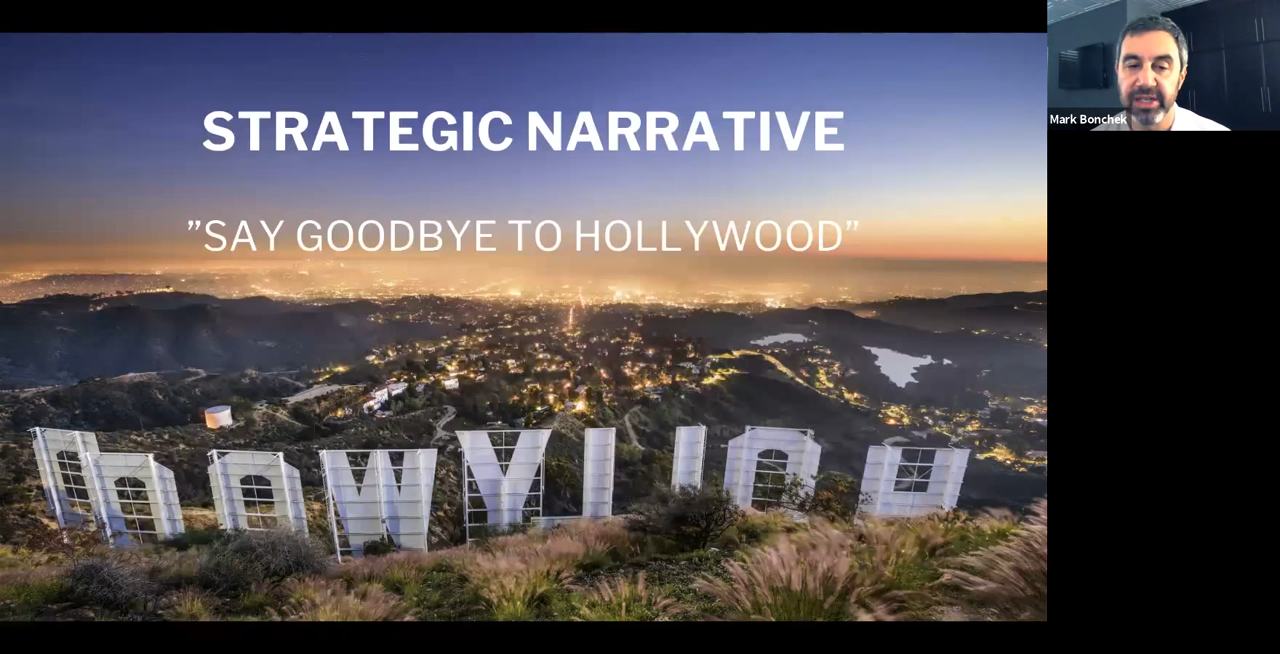 STRATEGIC NARRATIVE
”SAY GOODBYE TO HOLLYWOOD”
Mark Bonchek